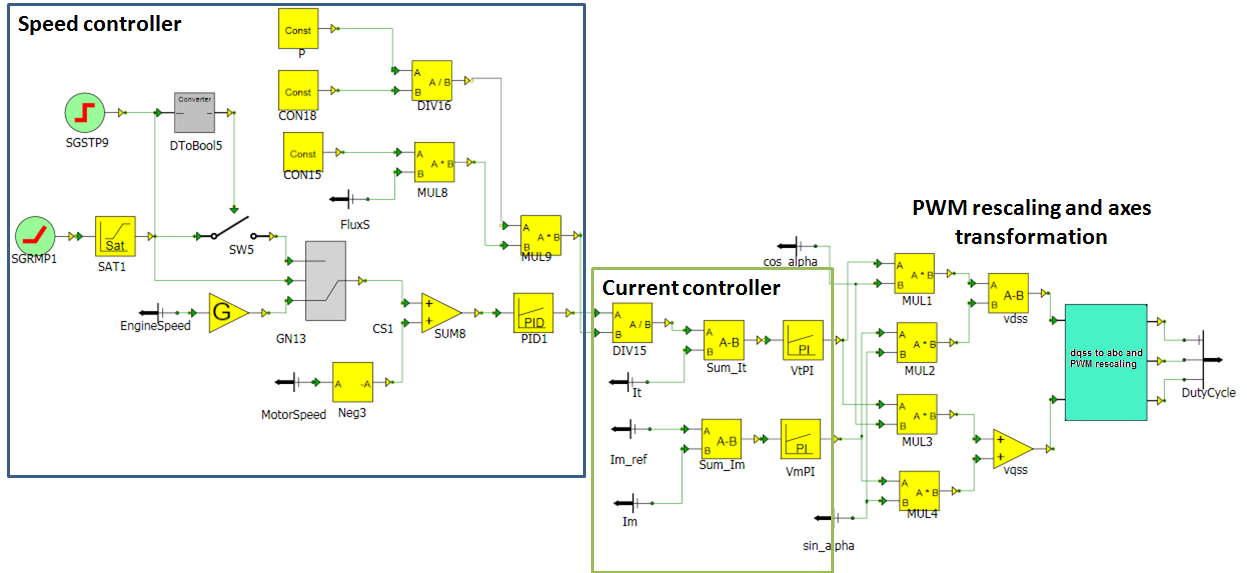 Speed controller
Const
P
Const
CON18
A
B
A / B
DIV16
Converter
SGSTP9
DToBool5
Const
CON15
A
B
A * B
MUL8
FluxS
SGRMP1
Sat
SAT1
SW5
A
B
A * B
MUL9
EngineSpeed
G
GN13
CS1
+
+
SUM8
PID
PID1
MotorSpeed
A
-A
Neg3
Current controller
A
B
A / B
DIV15
A
B
A-B
Sum_It
PI
VtPI
It
Im_ref
A
B
A-B
Sum_Im
PI
VmPI
Im
PWM rescaling and axes
transformation
cos_alpha
A
B
A * B
MUL1
A
B
A-B
vdss
A
B
A * B
MUL2
A
B
A * B
MUL3
+
+
vqss
A
B
A * B
MUL4
sin_alpha
dqss to abc and
PWM rescaling
DutyCycle